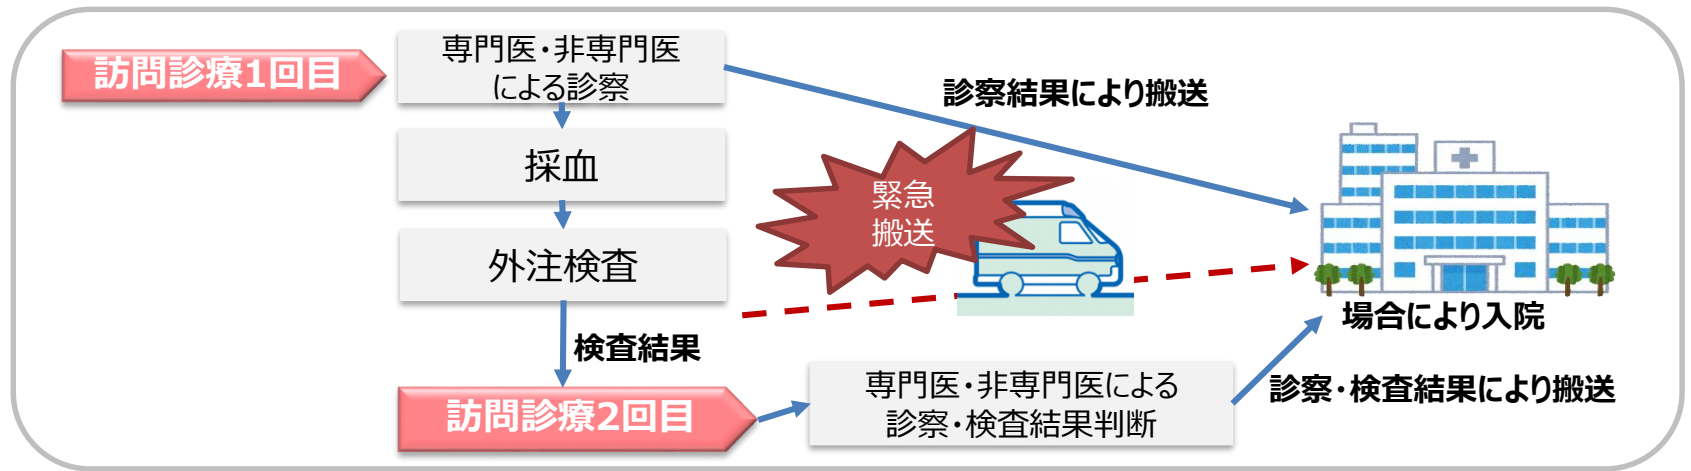 訪問診療1回目
専門医・非専門医
による診察
診察結果により搬送
採血
緊急
搬送
外注検査
場合により入院
検査結果
訪問診療2回目
専門医・非専門医による
診察・検査結果判断
診察・検査結果により搬送